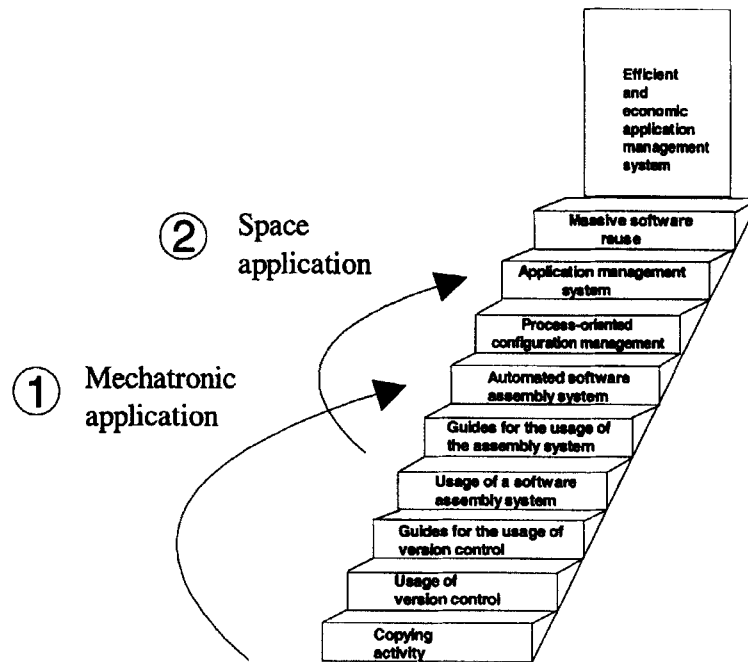 Efficient
and
economic
application
management
system
Massive software
reuse
② Space
application
Application management
system
Process-oriented
configuration management
① Mechatronic
application
Automated software
assembly system
Guides for the usage of
the assembly system
Usage of a software
assembly system
Guides for the usage of
version control
Usage of
version control
Copying
activity